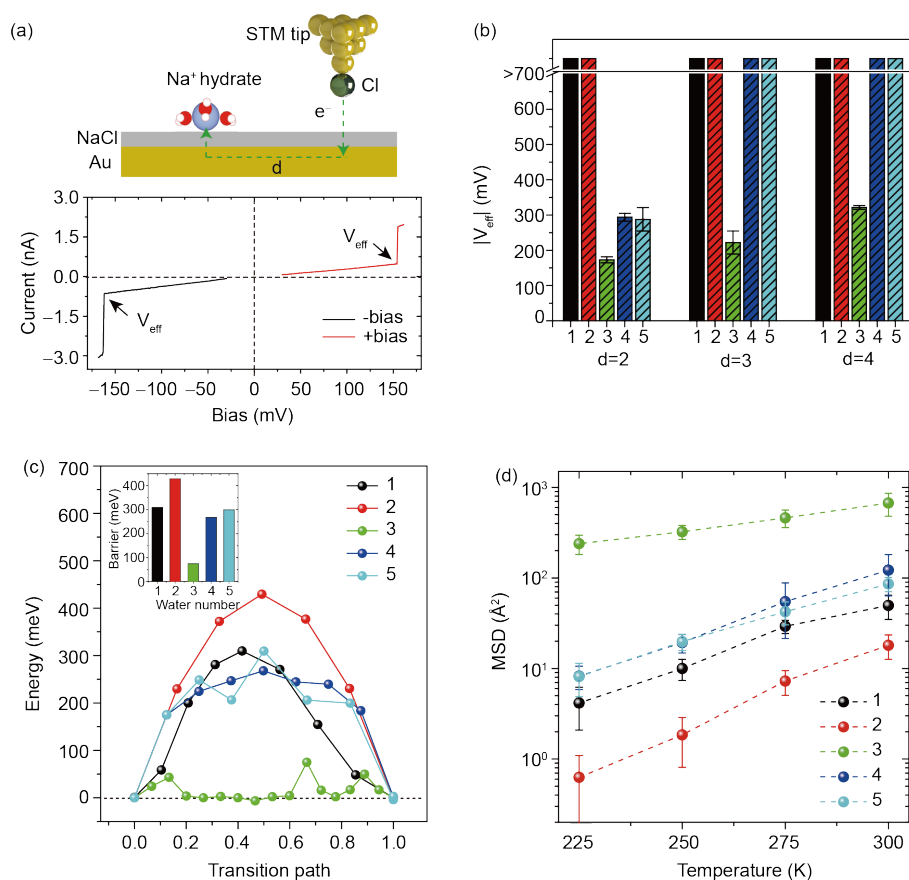 (a)
STM tip
Na⁺ hydrate
Cl
e⁻
NaCl
Au
d
3.0
1.5
0.0
−1.5
−3.0
Current (nA)
V_eff
V_eff
-bias
+bias
−150 −100 −50 0 50 100 150
Bias (mV)
(b)
>700
600
500
400
300
200
100
0
|V_eff| (mV)
1 2 3 4 5 1 2 3 4 5 1 2 3 4 5
d=2 d=3 d=4
(c)
700
600
500
400
300
200
100
0
Energy (meV)
400
300
200
100
0
Barrier (meV)
1 2 3 4 5
Water number
1
2
3
4
5
0.0 0.2 0.4 0.6 0.8 1.0
Transition path
(d)
10³
10²
10¹
10⁰
MSD (Å²)
1
2
3
4
5
225 250 275 300
Temperature (K)